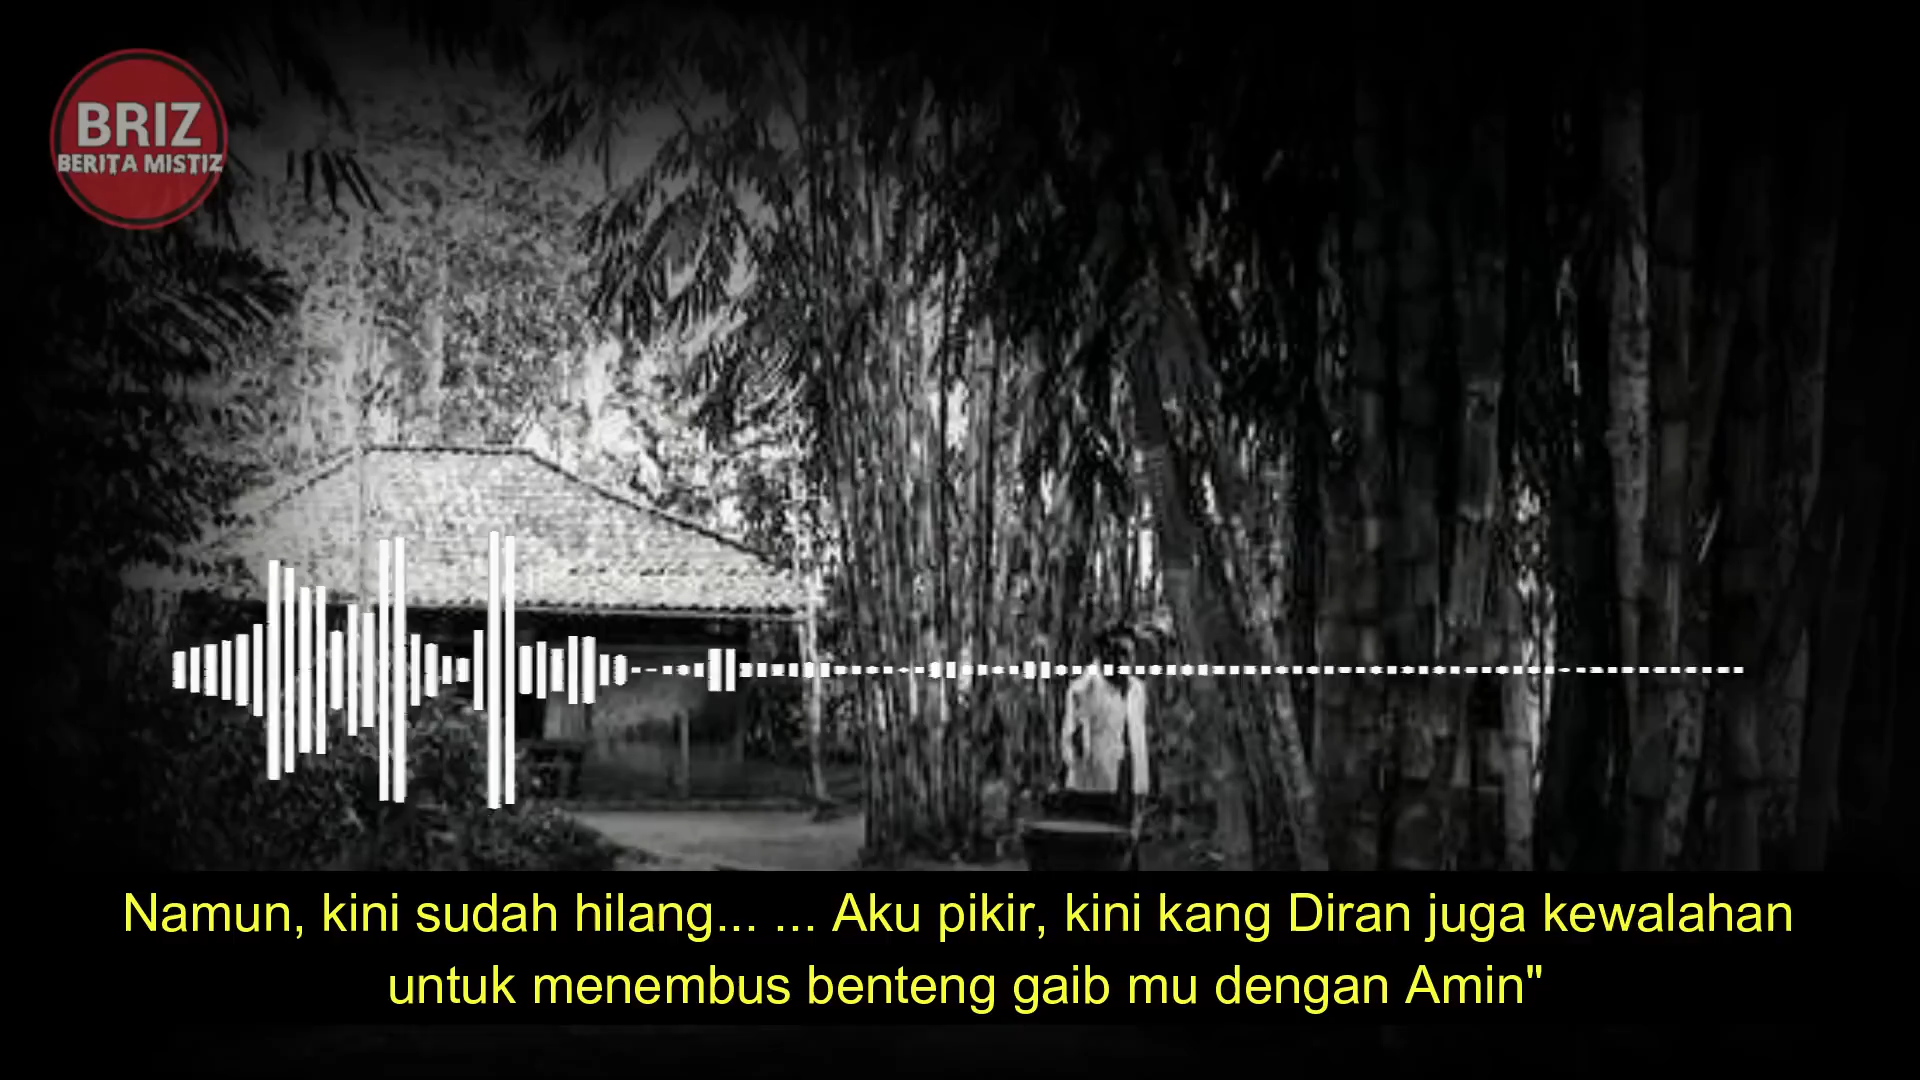 BRIZ
BERITA MISTIZ
Namun, kini sudah hilang... ... Aku pikir, kini kang Diran juga kewalahan
untuk menembus benteng gaib mu dengan Amin"